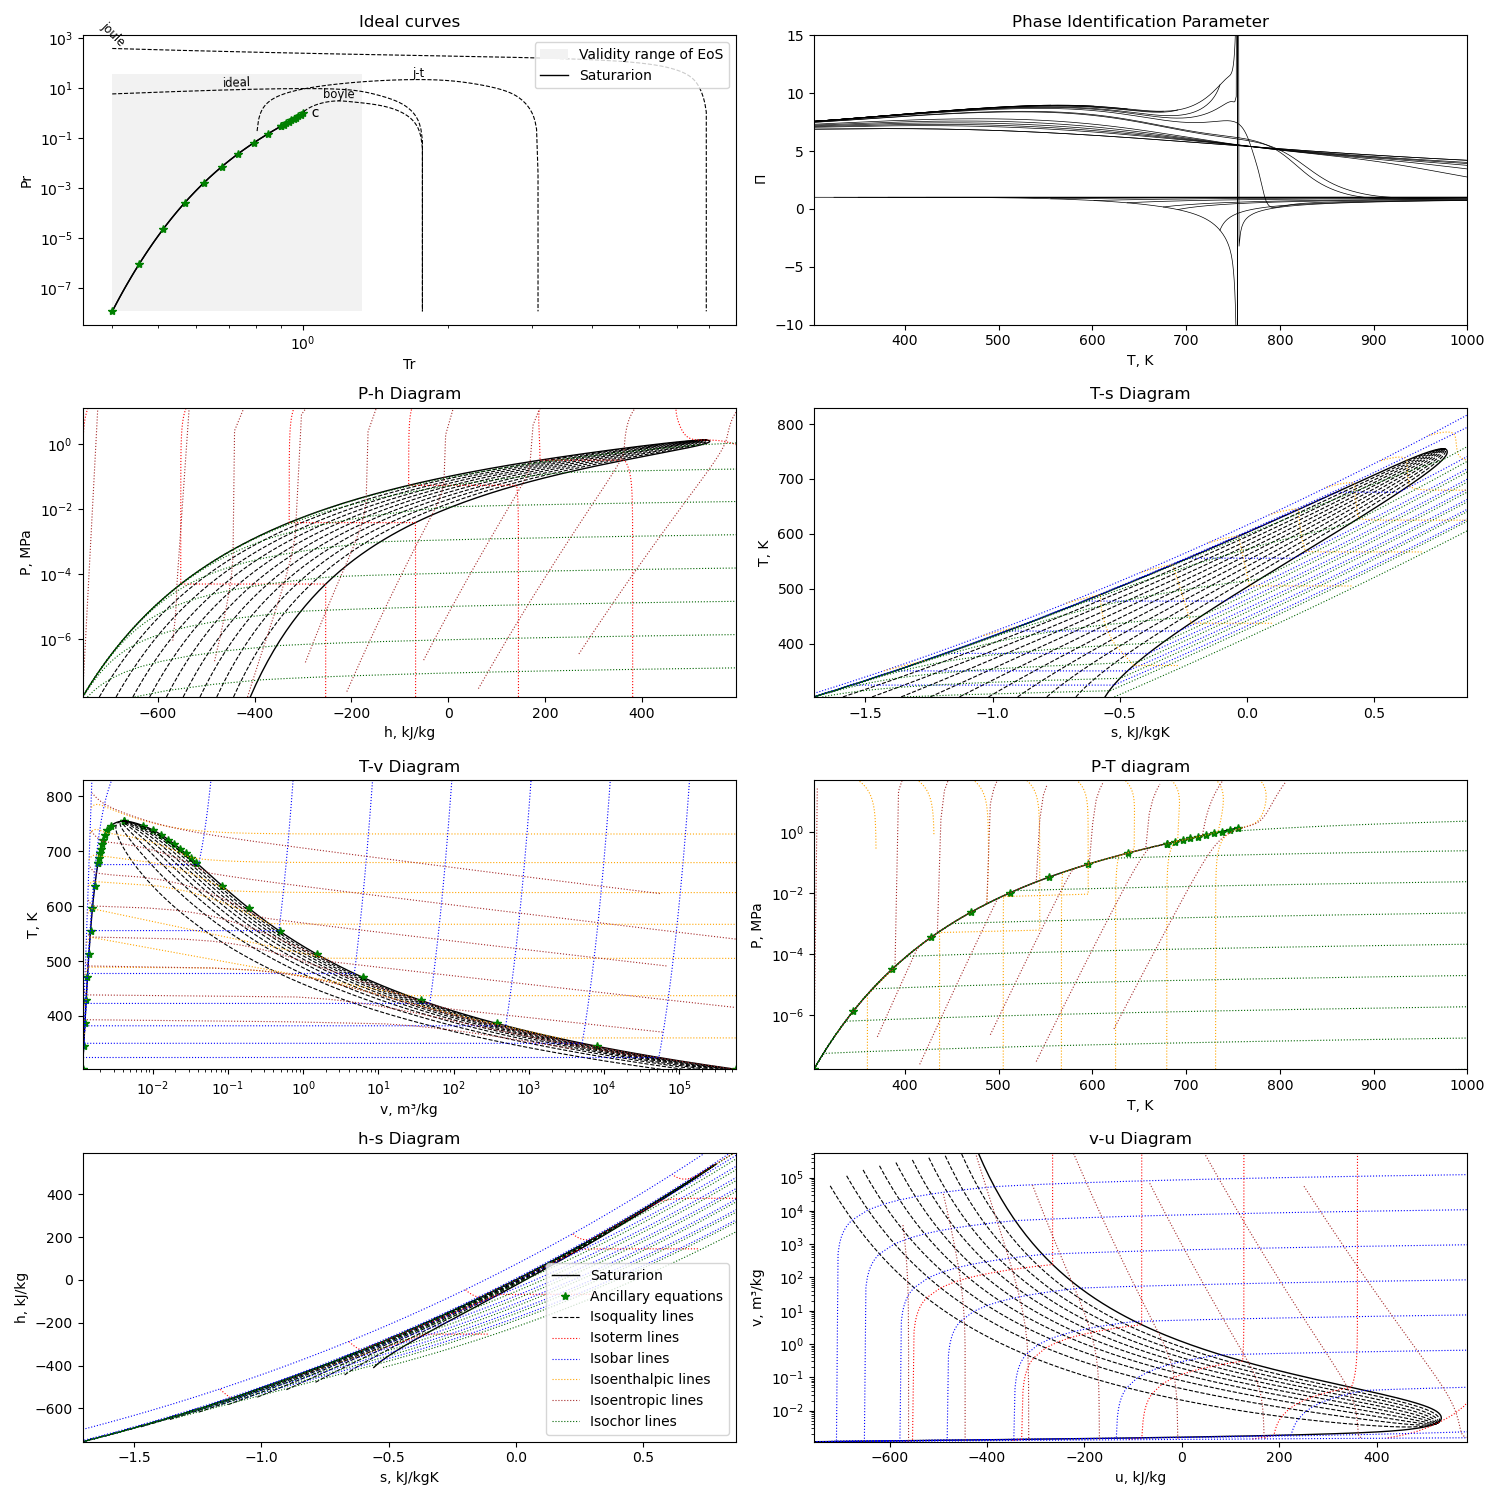 Ideal curves
joule
ideal
j-t
boyle
c
Validity range of EoS
Saturarion
Pr
10³
10¹
10⁻¹
10⁻³
10⁻⁵
10⁻⁷
10⁰
Tr
Phase Identification Parameter
Π
15
10
5
0
−5
−10
400 500 600 700 800 900 1000
T, K
P-h Diagram
P, MPa
10⁰
10⁻²
10⁻⁴
10⁻⁶
−600 −400 −200 0 200 400
h, kJ/kg
T-s Diagram
T, K
800
700
600
500
400
−1.5 −1.0 −0.5 0.0 0.5
s, kJ/kgK
T-v Diagram
T, K
800
700
600
500
400
10⁻² 10⁻¹ 10⁰ 10¹ 10² 10³ 10⁴ 10⁵
v, m³/kg
P-T diagram
P, MPa
10⁰
10⁻²
10⁻⁴
10⁻⁶
400 500 600 700 800 900 1000
T, K
h-s Diagram
h, kJ/kg
400
200
0
−200
−400
−600
Saturarion
Ancillary equations
Isoquality lines
Isoterm lines
Isobar lines
Isoenthalpic lines
Isoentropic lines
Isochor lines
−1.5 −1.0 −0.5 0.0 0.5
s, kJ/kgK
v-u Diagram
v, m³/kg
10⁵
10⁴
10³
10²
10¹
10⁰
10⁻¹
10⁻²
−600 −400 −200 0 200 400
u, kJ/kg